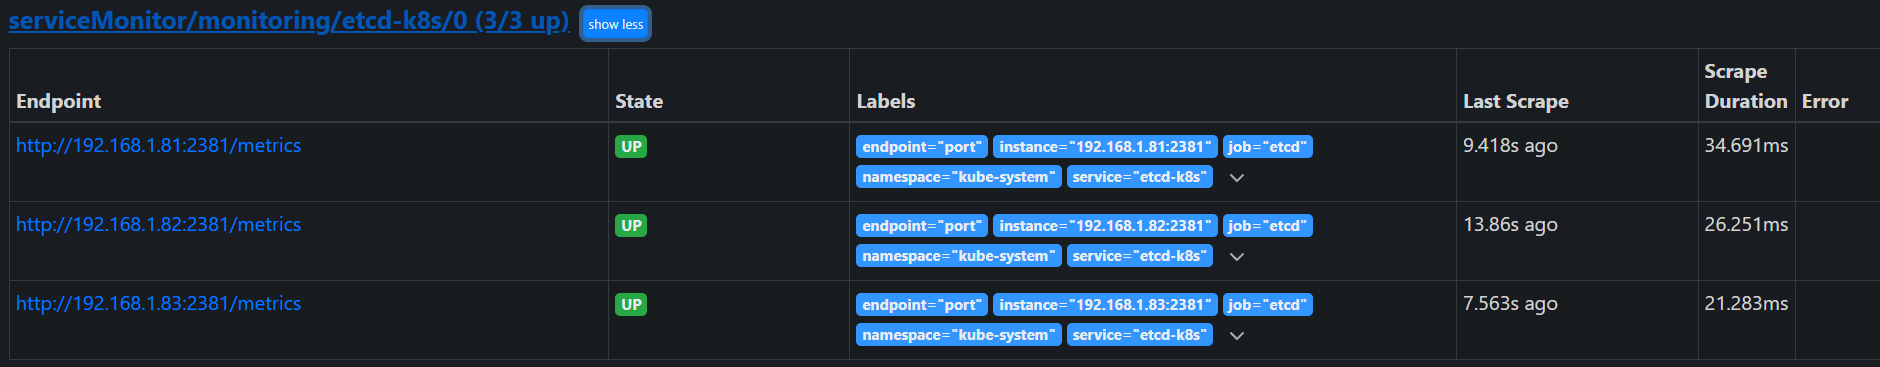 serviceMonitor/monitoring/etcd-k8s/0 (3/3 up) show less
Endpoint State Labels Last Scrape Scrape Duration Error
http://192.168.1.81:2381/metrics UP endpoint="port" instance="192.168.1.81:2381" job="etcd" 9.418s ago 34.691ms
namespace="kube-system" service="etcd-k8s"
http://192.168.1.82:2381/metrics UP endpoint="port" instance="192.168.1.82:2381" job="etcd" 13.86s ago 26.251ms
namespace="kube-system" service="etcd-k8s"
http://192.168.1.83:2381/metrics UP endpoint="port" instance="192.168.1.83:2381" job="etcd" 7.563s ago 21.283ms
namespace="kube-system" service="etcd-k8s"